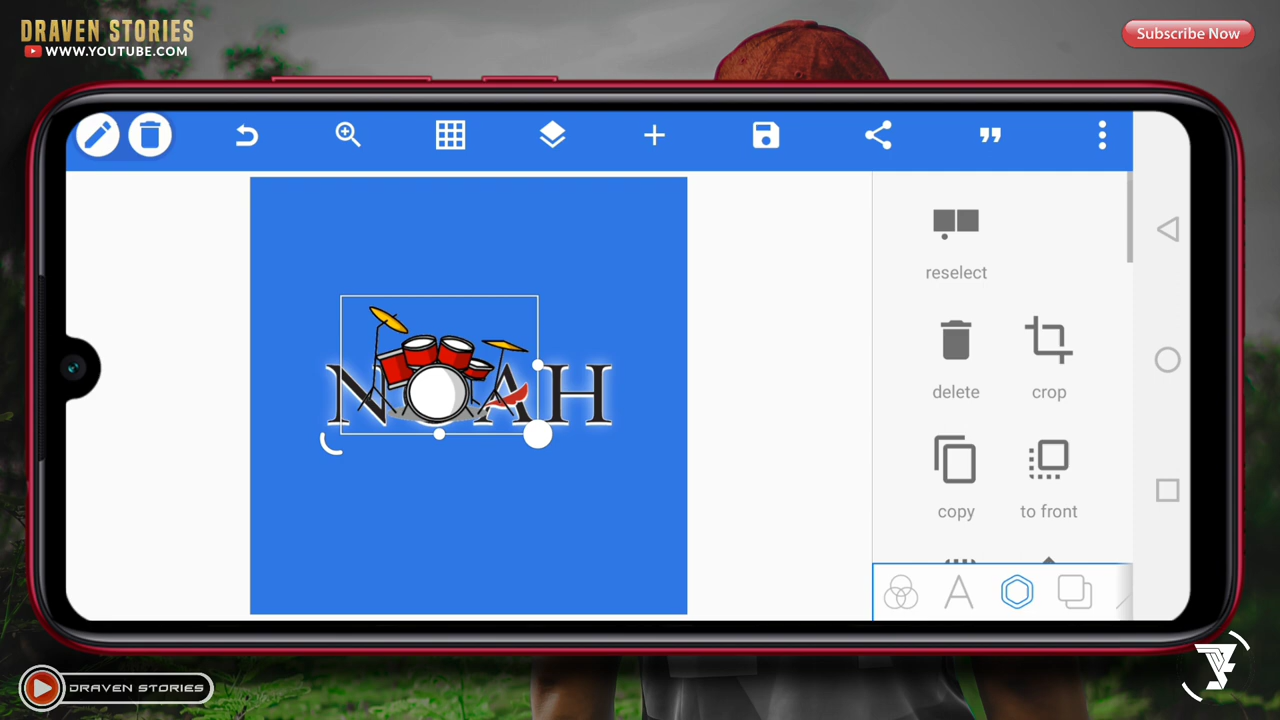 DRAVEN STORIES
WWW.YOUTUBE.COM
Subscribe Now
reselect
NOAH
delete
crop
copy
to front
DRAVEN STORIES